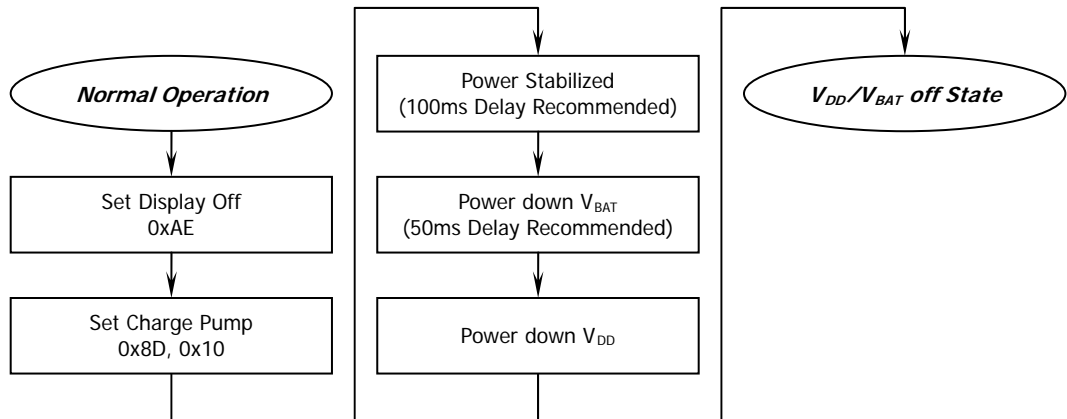 Normal Operation
Set Display Off
0xAE
Set Charge Pump
0x8D, 0x10
Power Stabilized
(100ms Delay Recommended)
Power down VBAT
(50ms Delay Recommended)
Power down VDD
VDD/VBAT off State